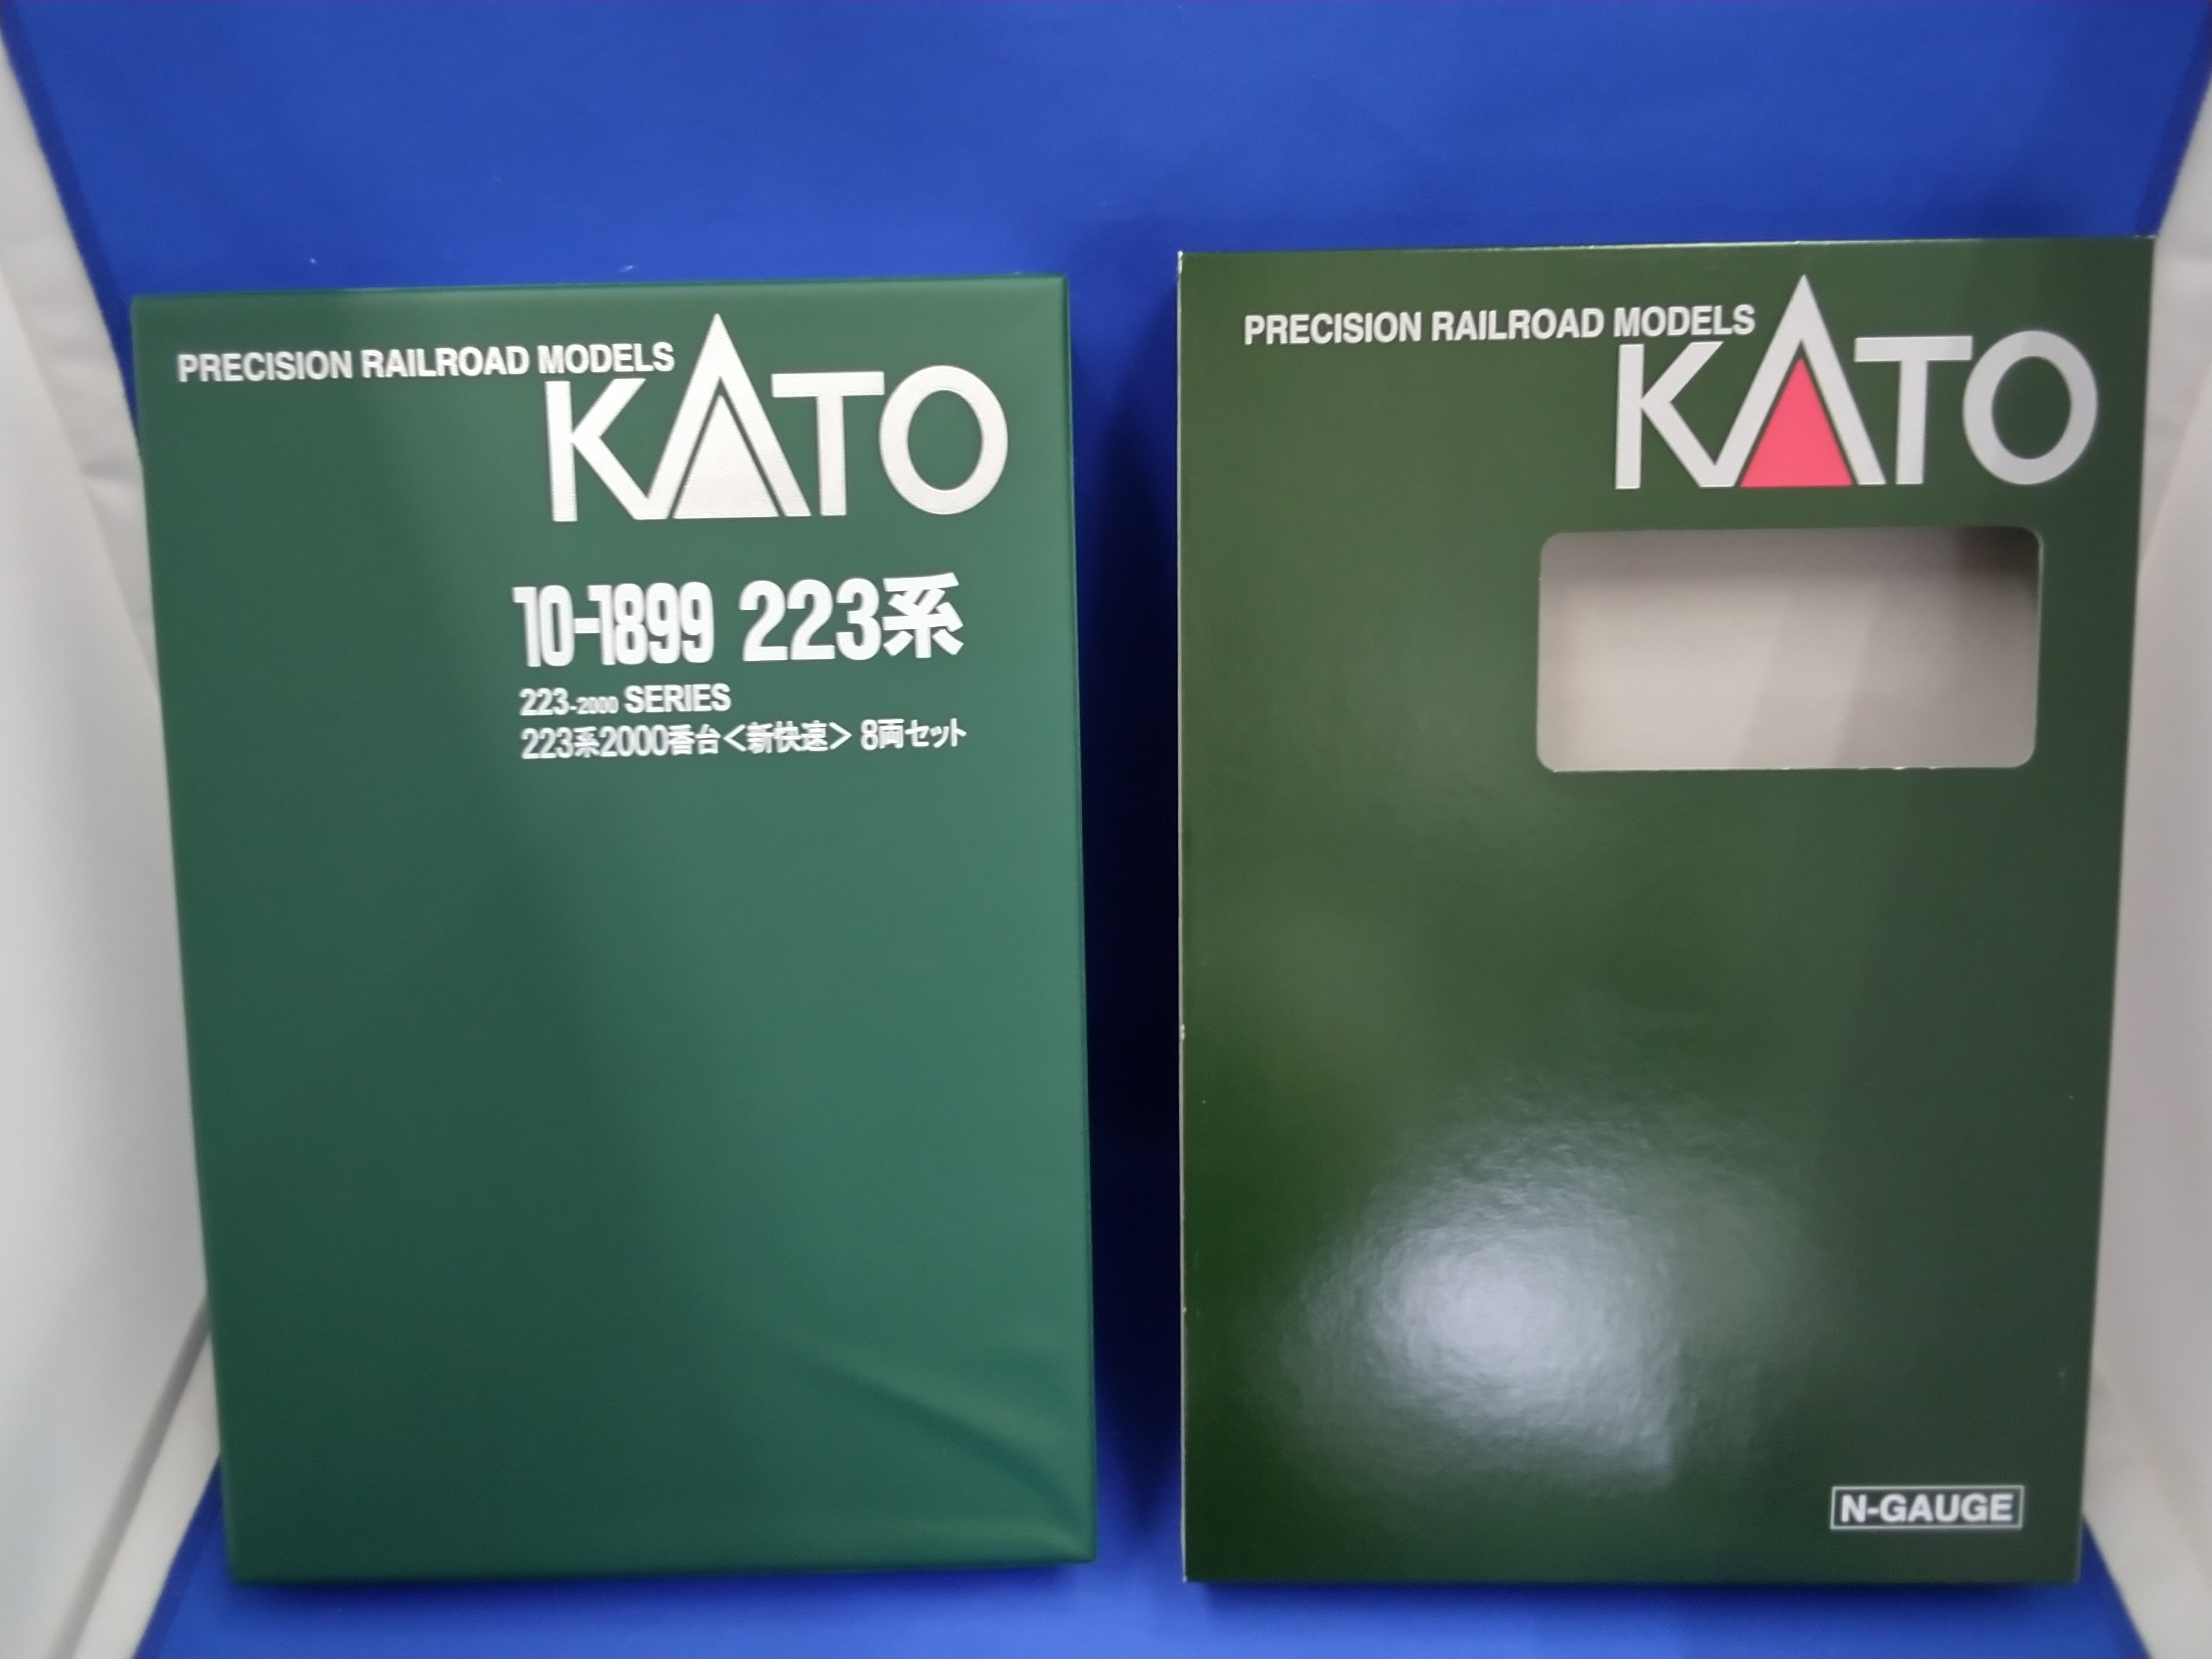 PRECISION RAILROAD MODELS
KATO
10-1899 223系
223-2000 SERIES
223系2000番台＜新快速＞ 8両セット
PRECISION RAILROAD MODELS
KATO
N-GAUGE